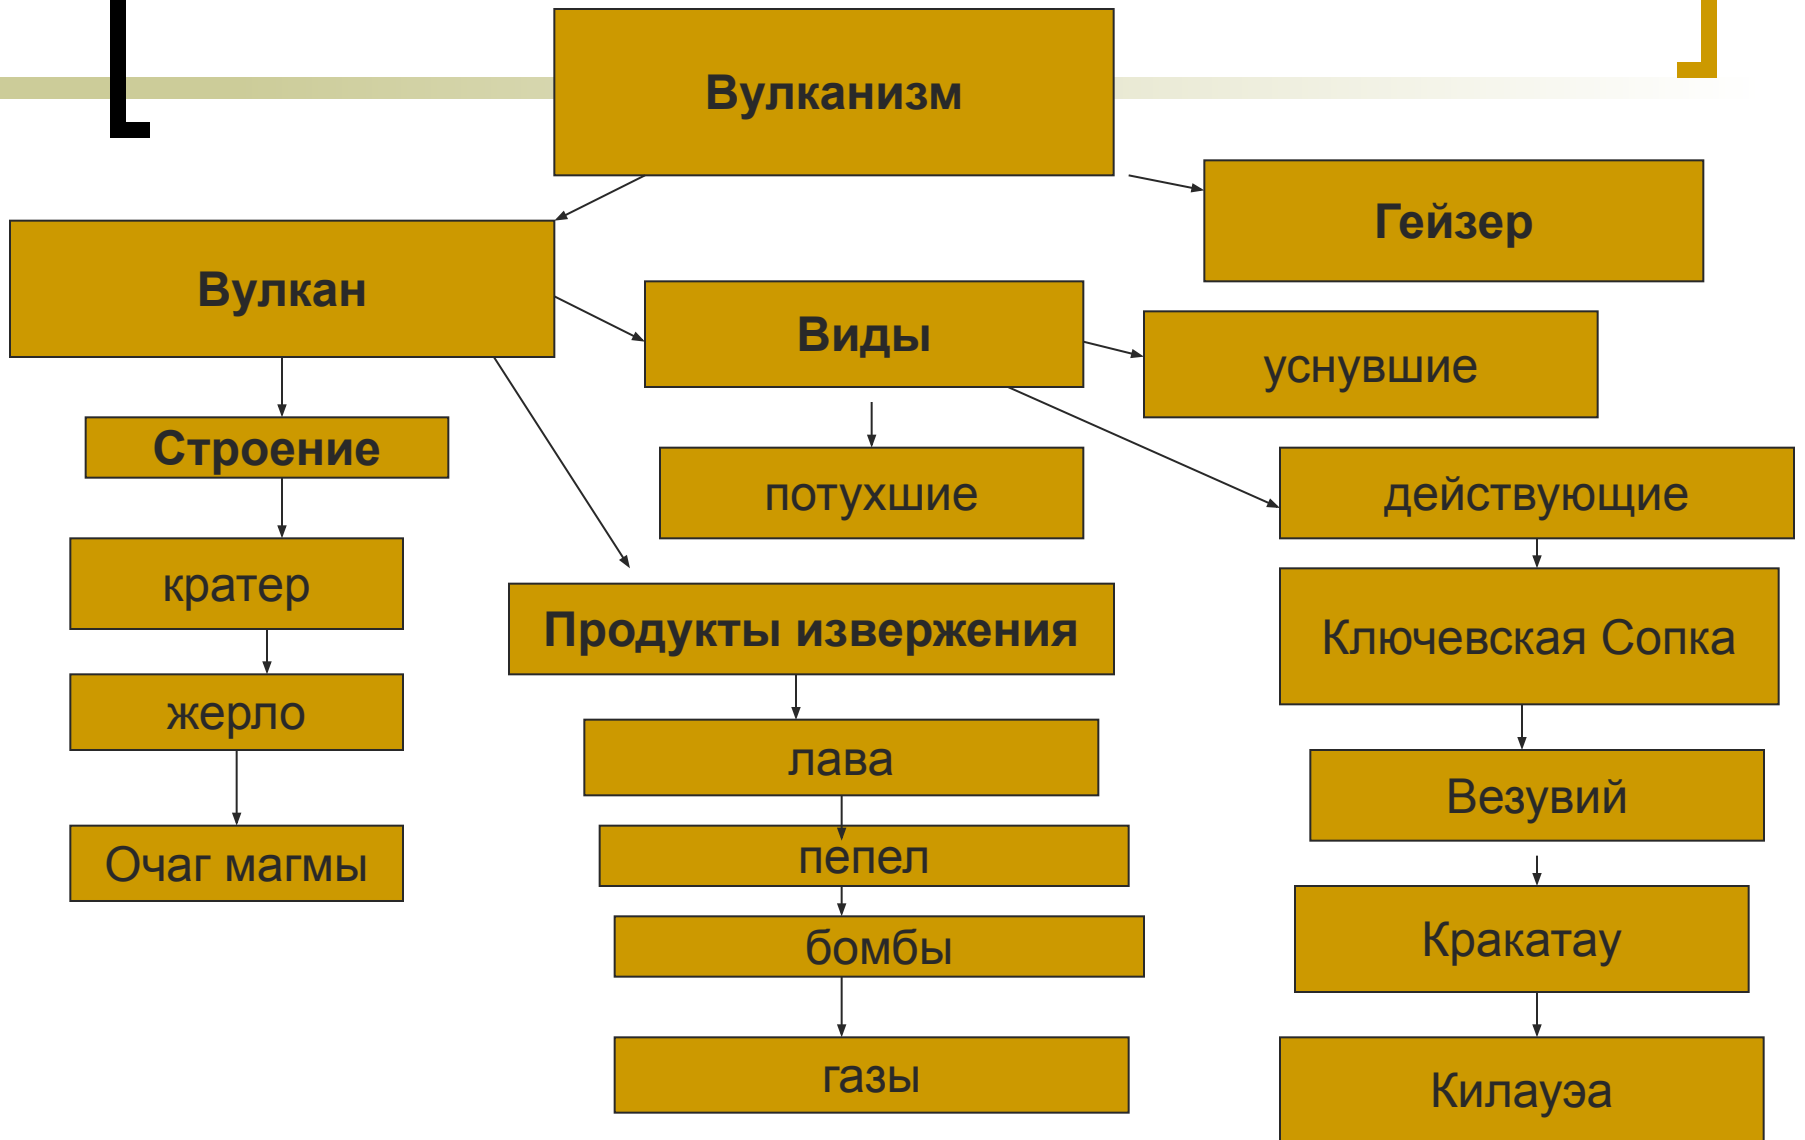 Вулканизм
Гейзер
Вулкан
Виды
уснувшие
Строение
потухшие
действующие
кратер
Продукты извержения
Ключевская Сопка
жерло
лава
Везувий
Очаг магмы
пепел
бомбы
Кракатау
газы
Килауэа